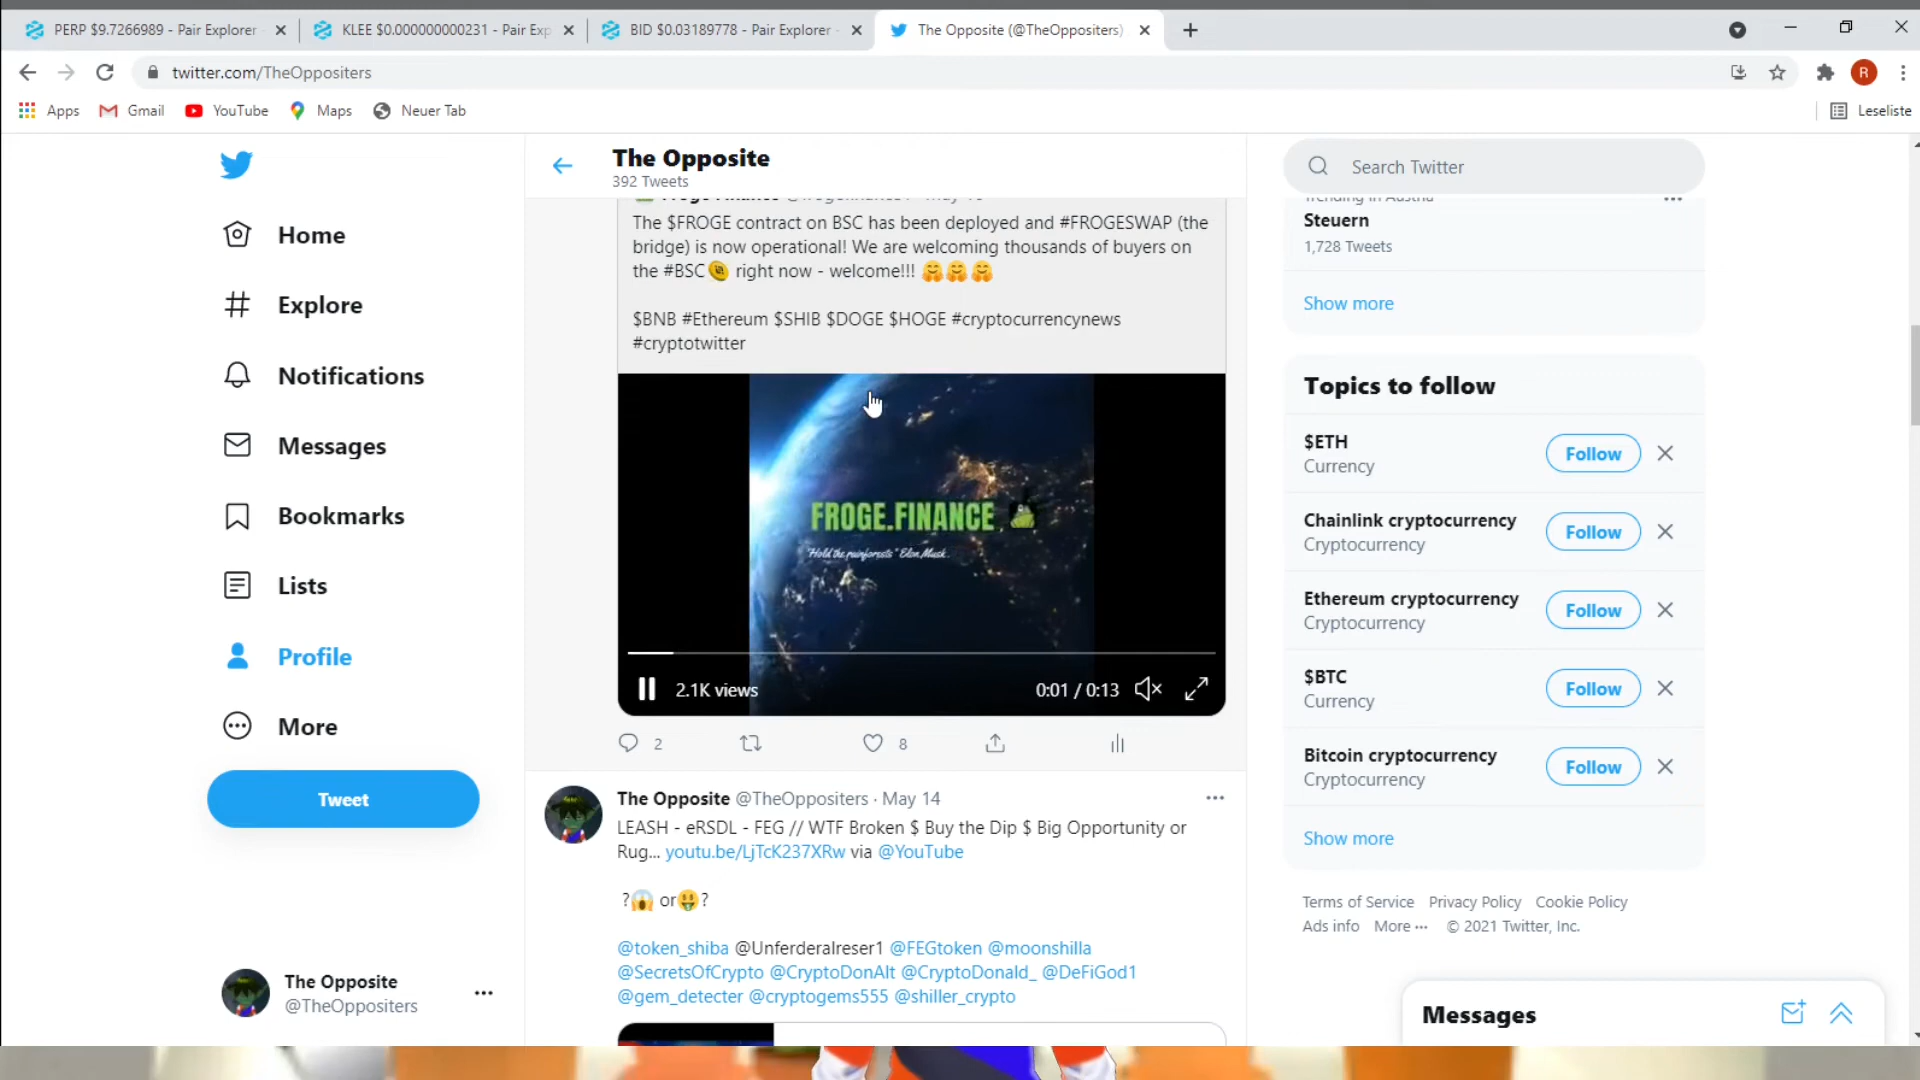 PERP $9.7266989 - Pair Explorer
KLEE $0.000000000231 - Pair Exp
BID $0.03189778 - Pair Explorer -
The Opposite (@TheOppositers)
twitter.com/TheOppositers
R
Apps
Gmail
YouTube
Maps
Neuer Tab
Leseliste
Home
Explore
Notifications
Messages
Bookmarks
Lists
Profile
More
Tweet
The Opposite
@TheOppositers
The Opposite
392 Tweets
The $FROGE contract on BSC has been deployed and #FROGESWAP (the
bridge) is now operational! We are welcoming thousands of buyers on
the #BSC right now - welcome!!! 🤗🤗🤗
$BNB #Ethereum $SHIB $DOGE $HOGE #cryptocurrencynews
#cryptotwitter
FROGE.FINANCE
"Hold the rainforests" Elon Musk
2.1K views
0:01 / 0:13
2
8
The Opposite @TheOppositers · May 14
LEASH - eRSDL - FEG // WTF Broken $ Buy the Dip $ Big Opportunity or
Rug... youtu.be/LjTcK237XRw via @YouTube
?😱 or🤑?
@token_shiba @Unferderalreser1 @FEGtoken @moonshilla
@SecretsOfCrypto @CryptoDonAlt @CryptoDonald_ @DeFiGod1
@gem_detecter @cryptogems555 @shiller_crypto
Search Twitter
Trending in Austria
Steuern
1,728 Tweets
Show more
Topics to follow
$ETH
Currency
Follow
Chainlink cryptocurrency
Cryptocurrency
Follow
Ethereum cryptocurrency
Cryptocurrency
Follow
$BTC
Currency
Follow
Bitcoin cryptocurrency
Cryptocurrency
Follow
Show more
Terms of Service Privacy Policy Cookie Policy
Ads info More ··· © 2021 Twitter, Inc.
Messages